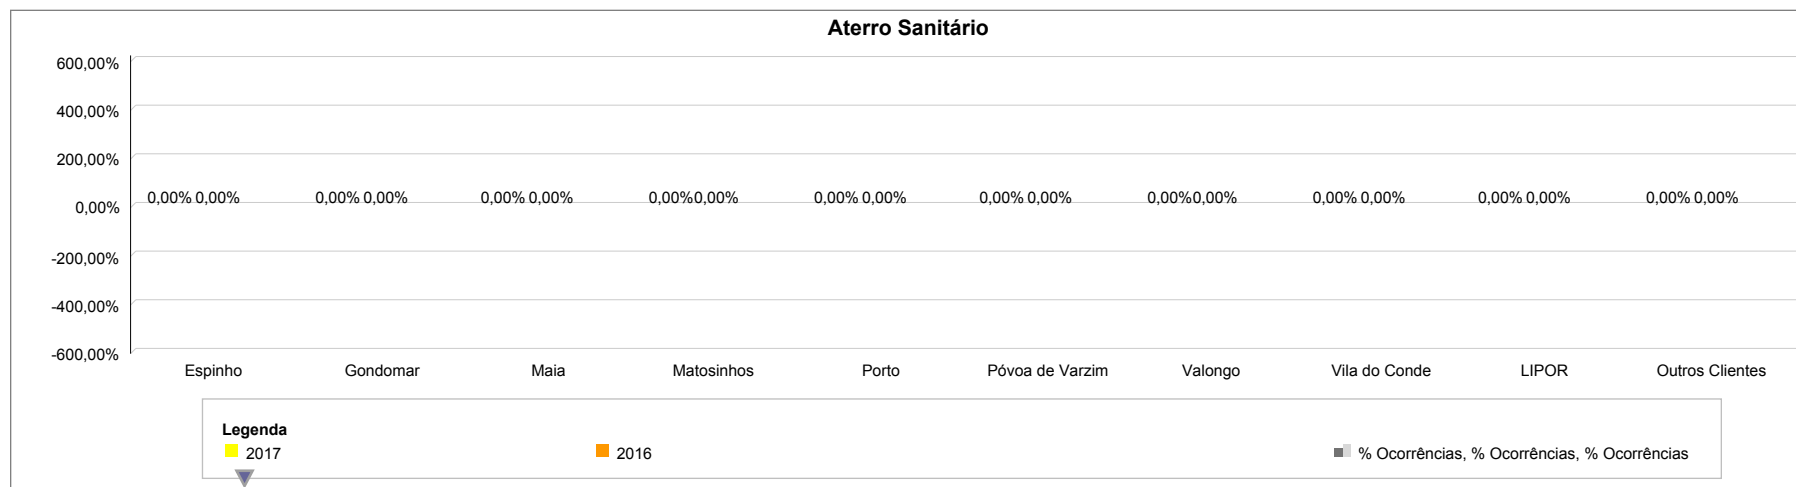 Aterro Sanitário
600,00%
400,00%
200,00%
0,00%
-200,00%
-400,00%
-600,00%
0,00% 0,00% 0,00% 0,00% 0,00% 0,00% 0,00%0,00% 0,00% 0,00% 0,00% 0,00% 0,00%0,00% 0,00% 0,00% 0,00% 0,00% 0,00% 0,00%
Espinho Gondomar Maia Matosinhos Porto Póvoa de Varzim Valongo Vila do Conde LIPOR Outros Clientes
Legenda
2017 2016 % Ocorrências, % Ocorrências, % Ocorrências